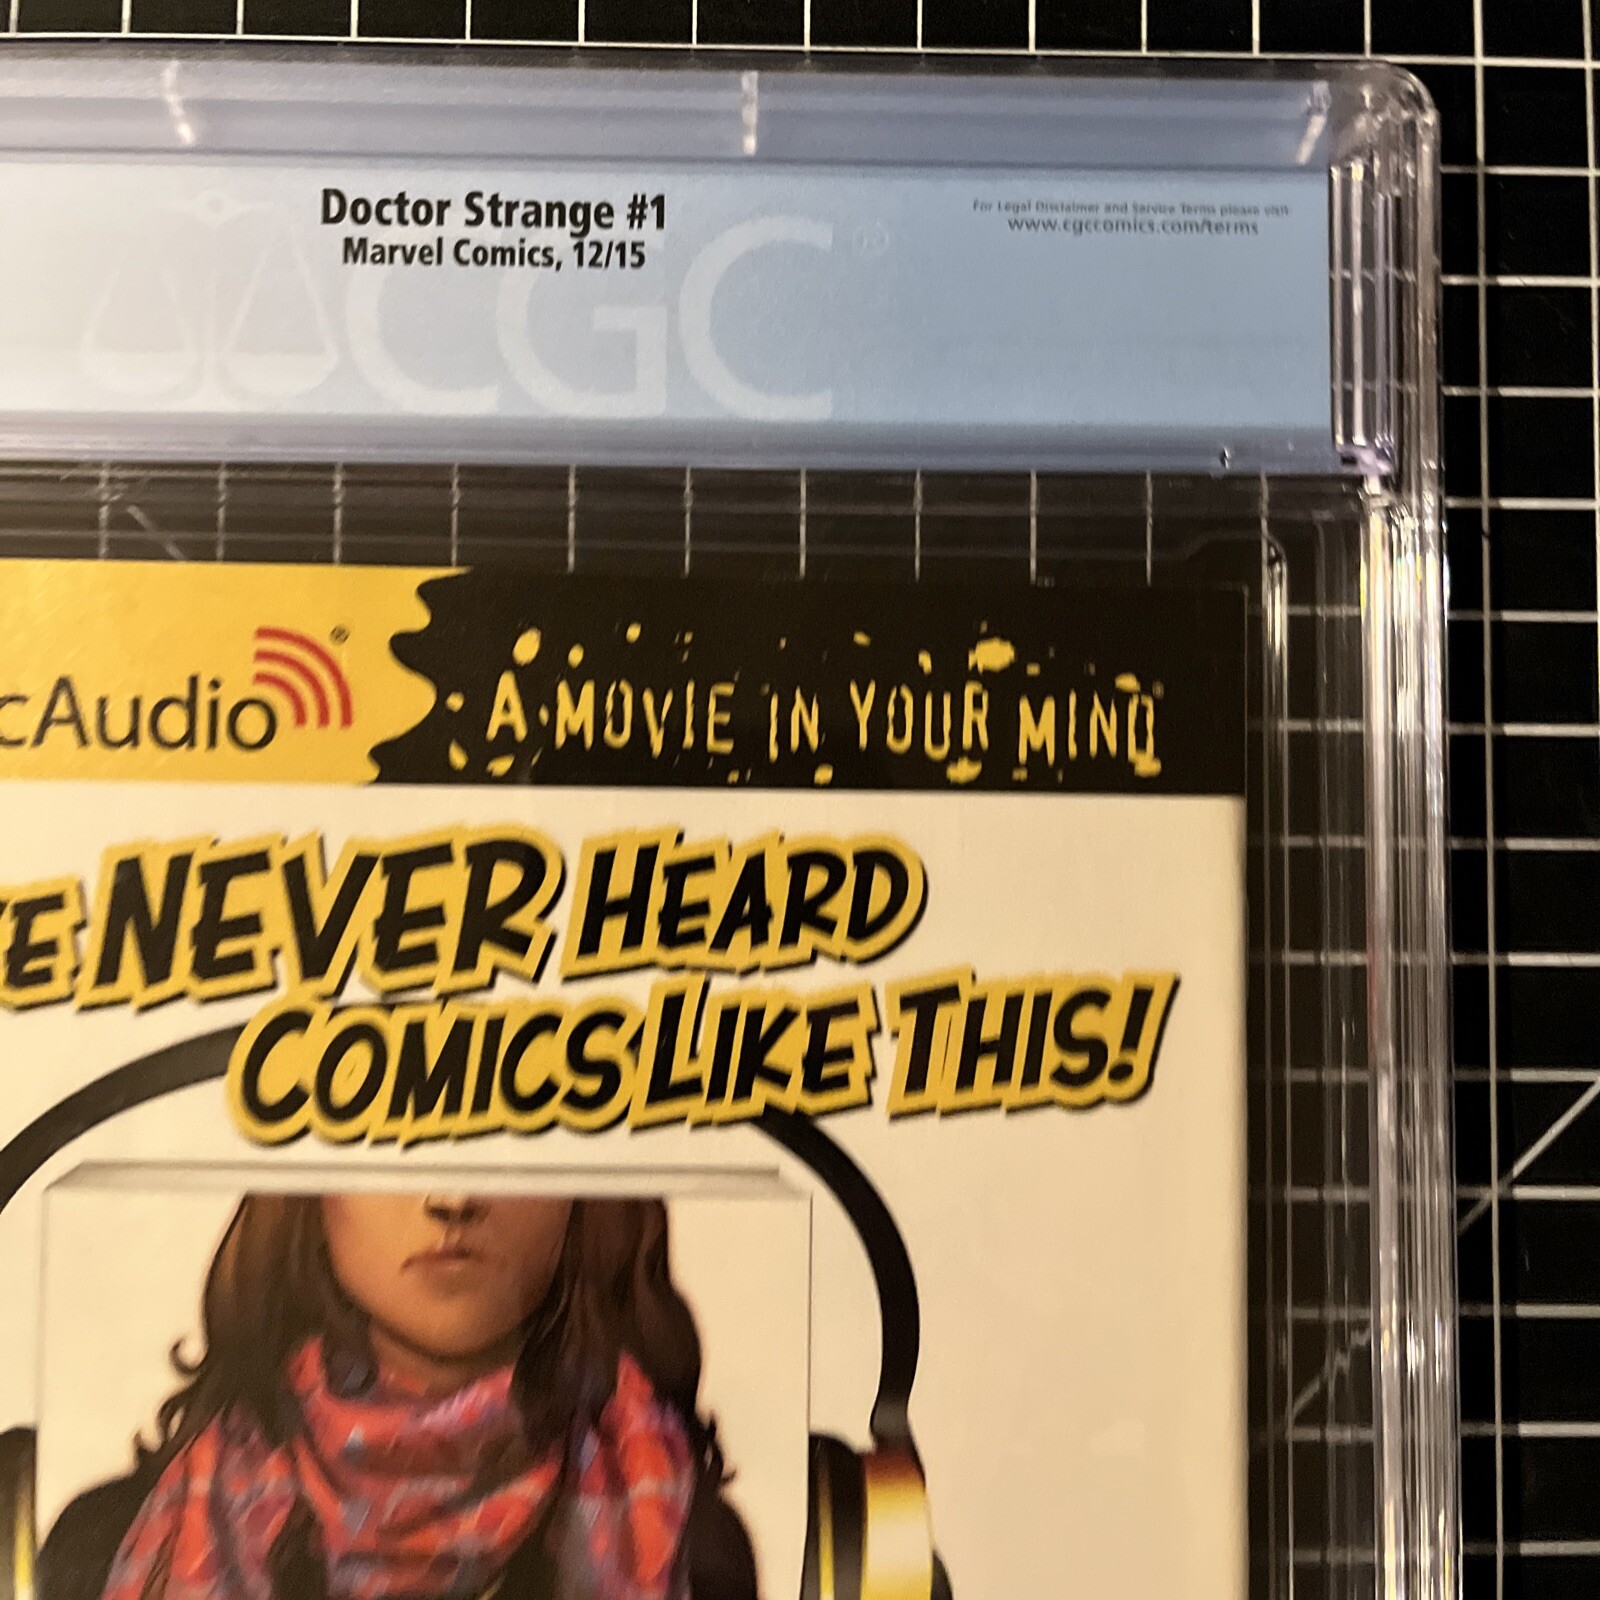 Doctor Strange #1
Marvel Comics, 12/15
For Legal Disclaimer and Service Terms please visit
www.cgccomics.com/terms
CGC®
cAudio®
A MOVIE IN YOUR MIND
E NEVER HEARD
COMICS LIKE THIS!